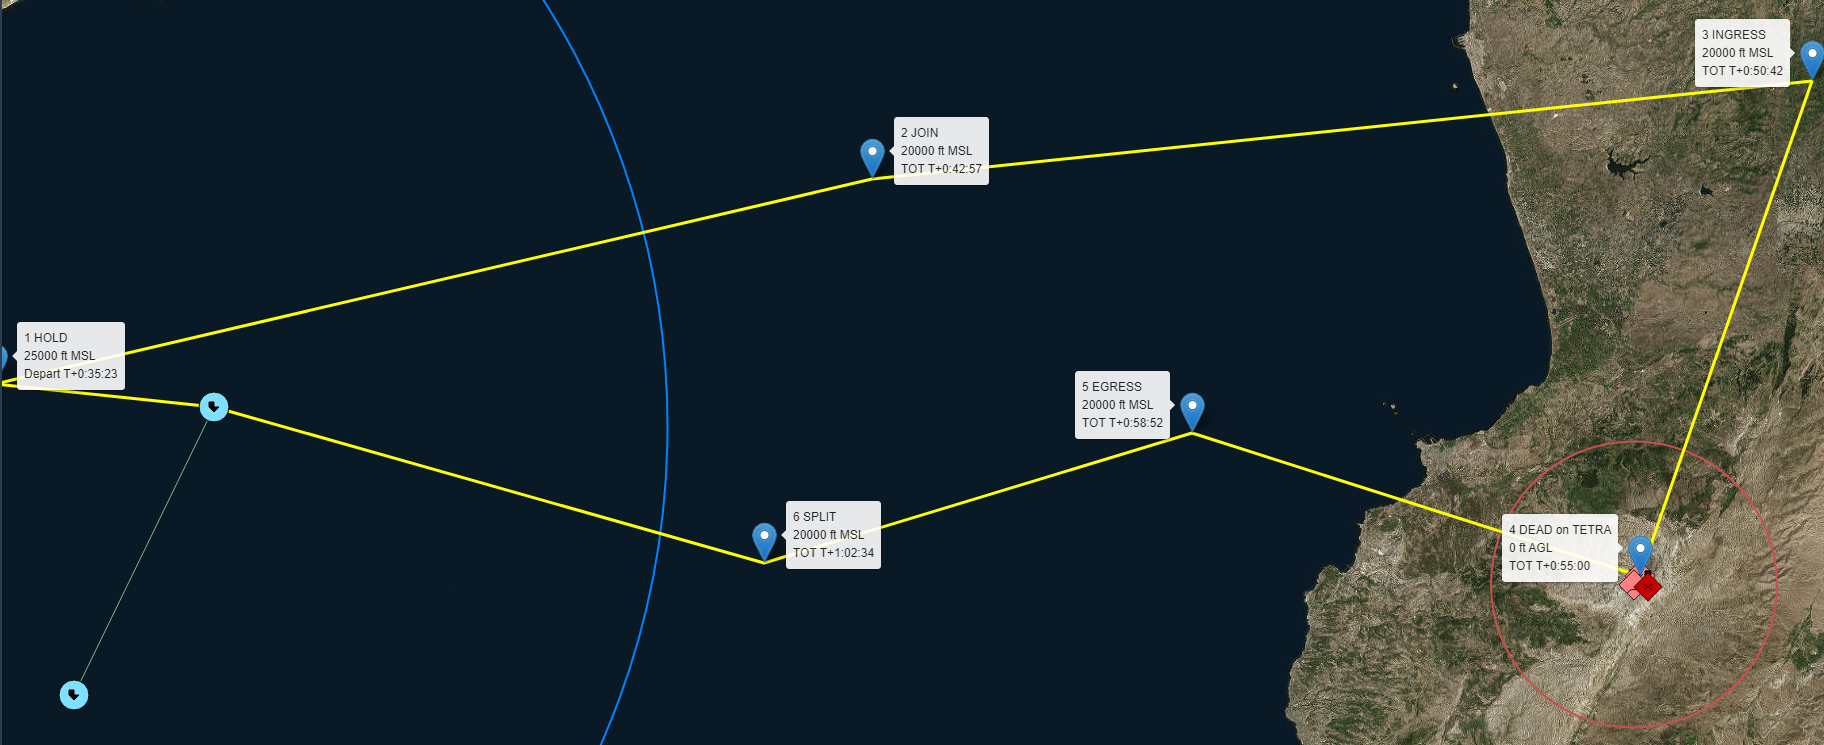 3 INGRESS
20000 ft MSL
TOT T+0:50:42
2 JOIN
20000 ft MSL
TOT T+0:42:57
1 HOLD
25000 ft MSL
Depart T+0:35:23
5 EGRESS
20000 ft MSL
TOT T+0:58:52
6 SPLIT
20000 ft MSL
TOT T+1:02:34
4 DEAD on TETRA
0 ft AGL
TOT T+0:55:00